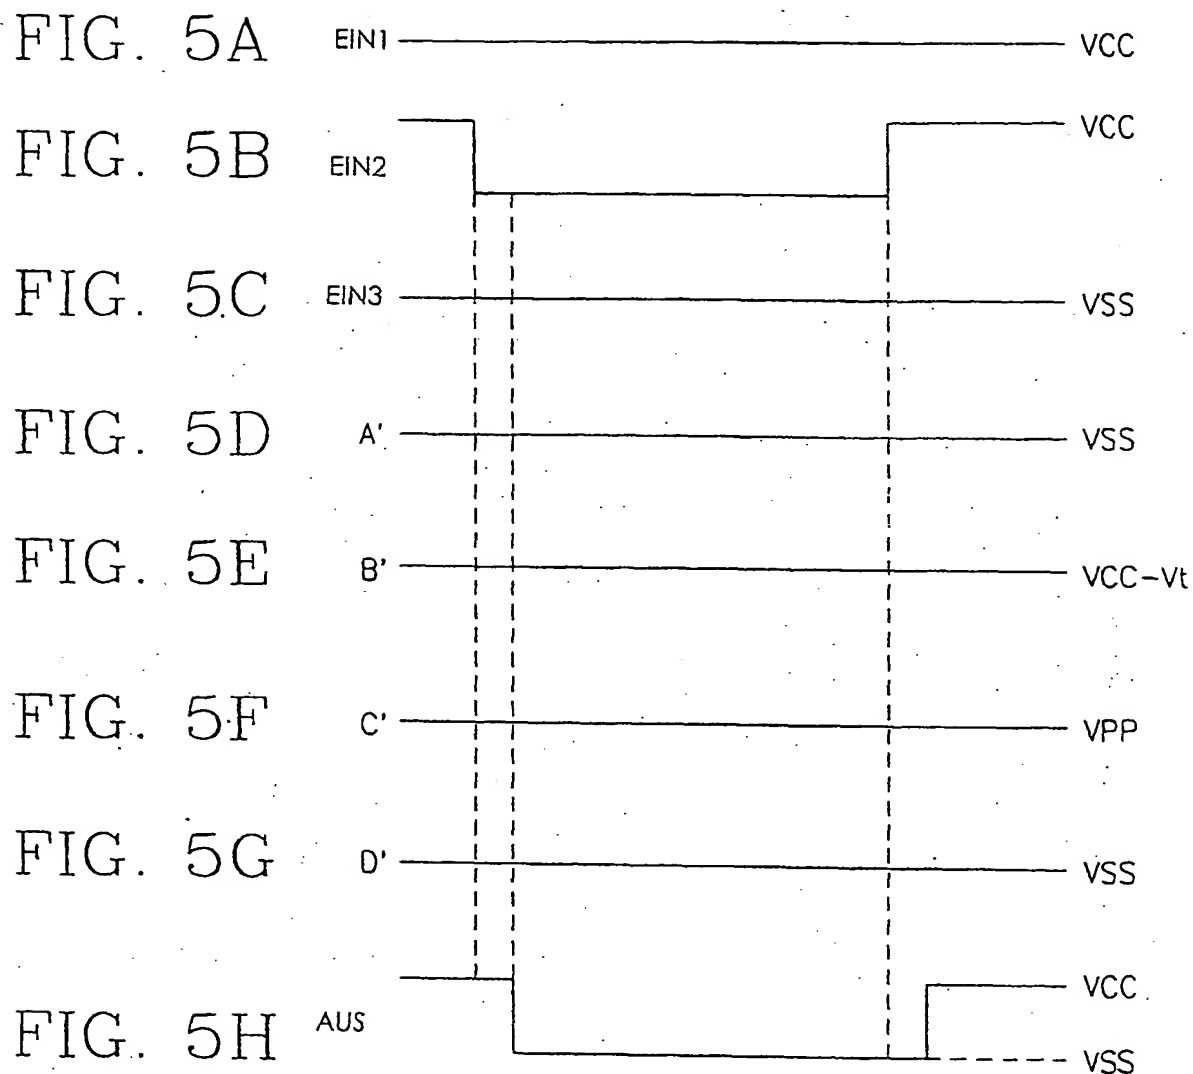 FIG. 5A EIN1 VCC
FIG. 5B EIN2 VCC
FIG. 5C EIN3 VSS
FIG. 5D A' VSS
FIG. 5E B' VCC-Vt
FIG. 5F C' VPP
FIG. 5G D' VSS
FIG. 5H AUS VCC
VSS